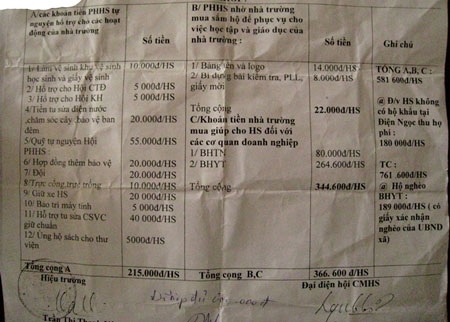 A/các khoản tiền PHHS tự
nguyện hỗ trợ cho các hoạt
động của nhà trường
Số tiền
B/ PHHS nhờ nhà trường
mua sắm hộ để phục vụ cho
việc học tập và giáo dục của
nhà trường :
Số tiền
Ghi chú
1/ Làm vệ sinh khu vệ sinh
học sinh và giấy vệ sinh
10.000đ/HS
2/ Hỗ trợ cho Hội CTĐ
5 000đ/HS
3/ Hỗ trợ cho Hội KH
5 000đ/HS
4/Tiền tu sửa điện nước
chăm sóc cây bảo vệ ban
đêm
20.000đ/HS
5/Quỹ tự nguyện Hội
PHHS :
20.000đ/HS
6/ Hợp đồng thêm bảo vệ
20.000đ/HS
7/ Đội
20.000đ/HS
8/Trực cổng trực trống
10.000đ/HS
9/ Giữ xe HS
20 000đ/HS
10/ Báo trí máy tính
5 000đ/HS
11/ Hỗ trợ tu sửa CSVC
giữ chuẩn
40 000đ/HS
12/ Ủng hộ sách cho thư
viện
5000đ/HS
1/ Bảng tên và logo
14.000đ/HS
2/ Bì đựng bài kiểm tra, PLL,
giấy mời
8.000đ/HS
Tổng cộng
22.000đ/HS
C/Khoản tiền nhà trường
mua giúp cho HS đối với
các cơ quan doanh nghiệp
1/ BHTN
80.000đ/HS
2/ BHYT
264.600đ/HS
Tổng cộng
344.600đ/HS
TỔNG A,B, C :
581 600đ/HS
@ Đ/v HS không
có hộ khẩu tại
Điện Ngọc thu họ
phí :
180 000đ/HS
TC :
761 600đ/HS
@ Hộ nghèo
BHYT :
189 000đ/HS ( có
giấy xác nhận
nghèo của UBND
xã)
Tổng cộng A
215.000đ/HS
Tổng cộng B,C
366. 600 đ/HS
Hiệu trưởng
Đại diện hội CMHS
Trần Thị